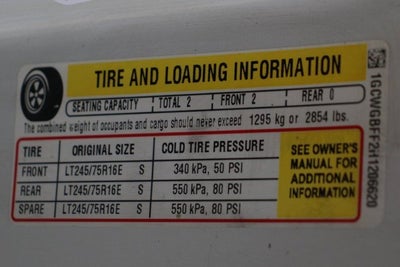 TIRE AND LOADING INFORMATION
SEATING CAPACITY TOTAL 2 FRONT 2 REAR 0
The combined weight of occupants and cargo should never exceed 1295 kg or 2854 lbs.
TIRE ORIGINAL SIZE COLD TIRE PRESSURE
FRONT LT245/75R16E S 340 kPa, 50 PSI
REAR LT245/75R16E S 550 kPa, 80 PSI
SPARE LT245/75R16E S 550 kPa, 80 PSI
SEE OWNER'S
MANUAL FOR
ADDITIONAL
INFORMATION
1GCWGBFF2H1206620